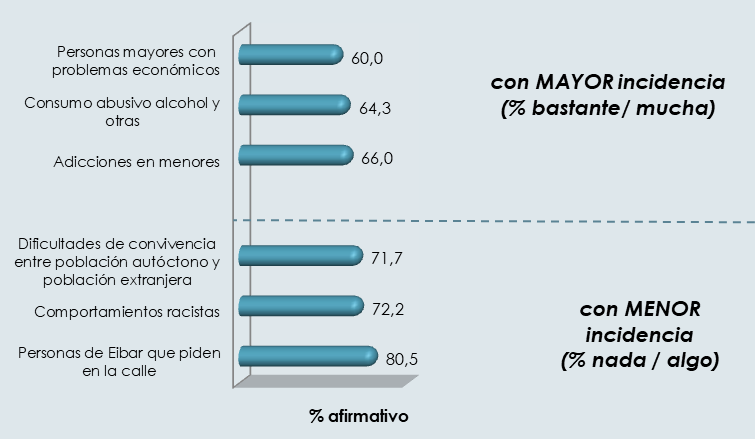 Personas mayores con
problemas económicos
60,0
Consumo abusivo alcohol y
otras
64,3
Adicciones en menores
66,0
con MAYOR incidencia
(% bastante/ mucha)
Dificultades de convivencia
entre población autóctono y
población extranjera
71,7
Comportamientos racistas
72,2
Personas de Eibar que piden
en la calle
80,5
con MENOR
incidencia
(% nada / algo)
% afirmativo